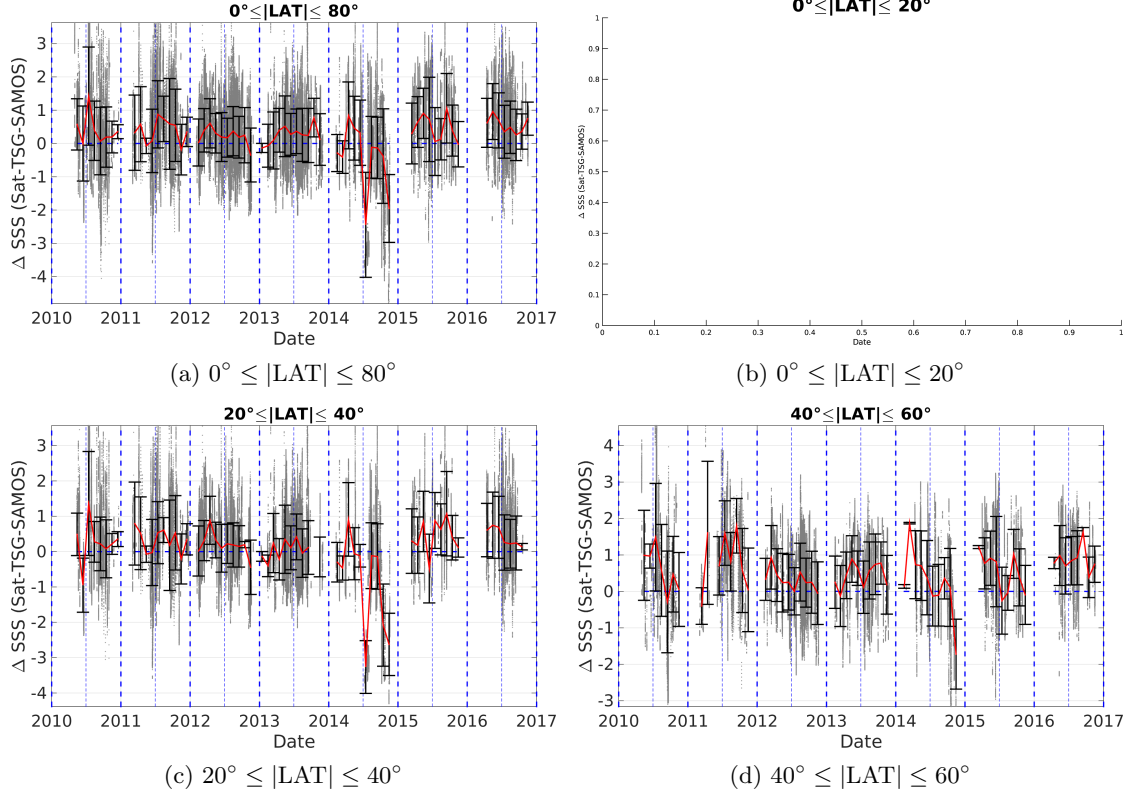 0°≤|LAT|≤ 80°
Δ SSS (Sat-TSG-SAMOS)
3
2
1
0
-1
-2
-3
-4
2010 2011 2012 2013 2014 2015 2016 2017
Date
(a) 0° ≤ |LAT| ≤ 80°
0°≤|LAT|≤ 20°
Δ SSS (Sat-TSG-SAMOS)
1
0.9
0.8
0.7
0.6
0.5
0.4
0.3
0.2
0.1
0
0 0.1 0.2 0.3 0.4 0.5 0.6 0.7 0.8 0.9 1
Date
(b) 0° ≤ |LAT| ≤ 20°
20°≤|LAT|≤ 40°
Δ SSS (Sat-TSG-SAMOS)
3
2
1
0
-1
-2
-3
-4
2010 2011 2012 2013 2014 2015 2016 2017
Date
(c) 20° ≤ |LAT| ≤ 40°
40°≤|LAT|≤ 60°
Δ SSS (Sat-TSG-SAMOS)
4
3
2
1
0
-1
-2
-3
2010 2011 2012 2013 2014 2015 2016 2017
Date
(d) 40° ≤ |LAT| ≤ 60°